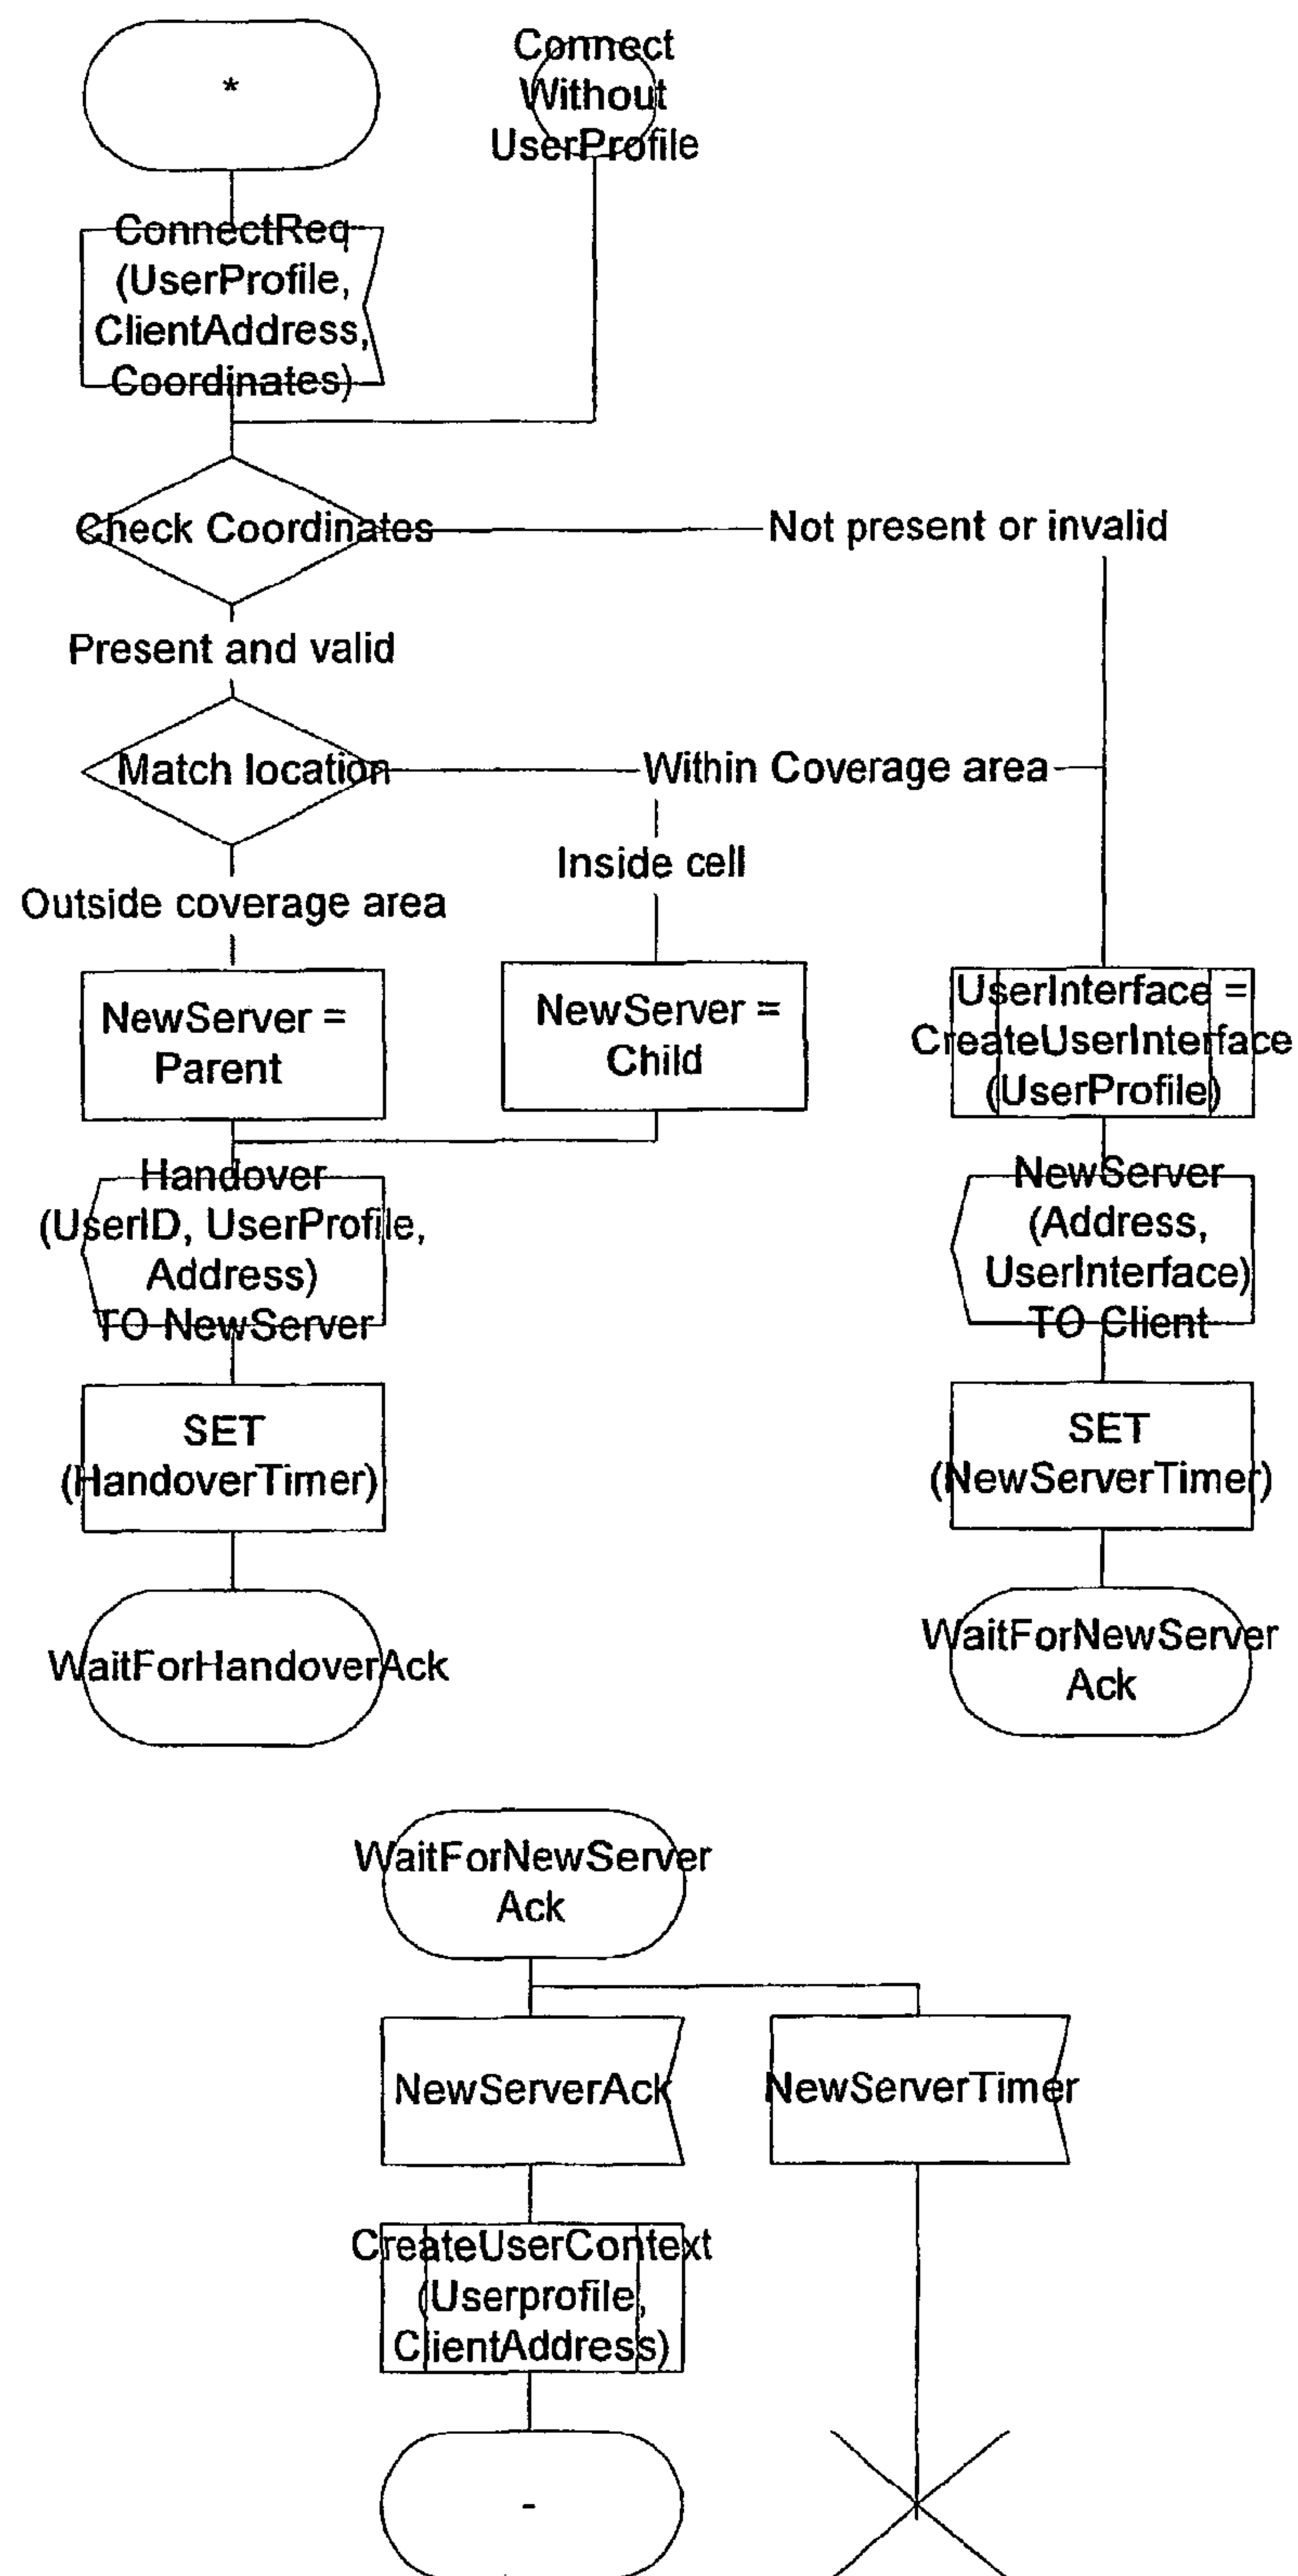 *
Connect
Without
UserProfile
ConnectReq
(UserProfile,
ClientAddress,
Coordinates)
Check Coordinates
Not present or invalid
Present and valid
Match location
Within Coverage area
Inside cell
Outside coverage area
NewServer =
Parent
NewServer =
Child
UserInterface =
CreateUserInterface
(UserProfile)
Handover
(UserID, UserProfile,
Address)
TO NewServer
NewServer
(Address,
UserInterface)
TO Client
SET
(HandoverTimer)
SET
(NewServerTimer)
WaitForHandoverAck
WaitForNewServer
Ack
WaitForNewServer
Ack
NewServerAck
NewServerTimer
CreateUserContext
(Userprofile,
ClientAddress)
-